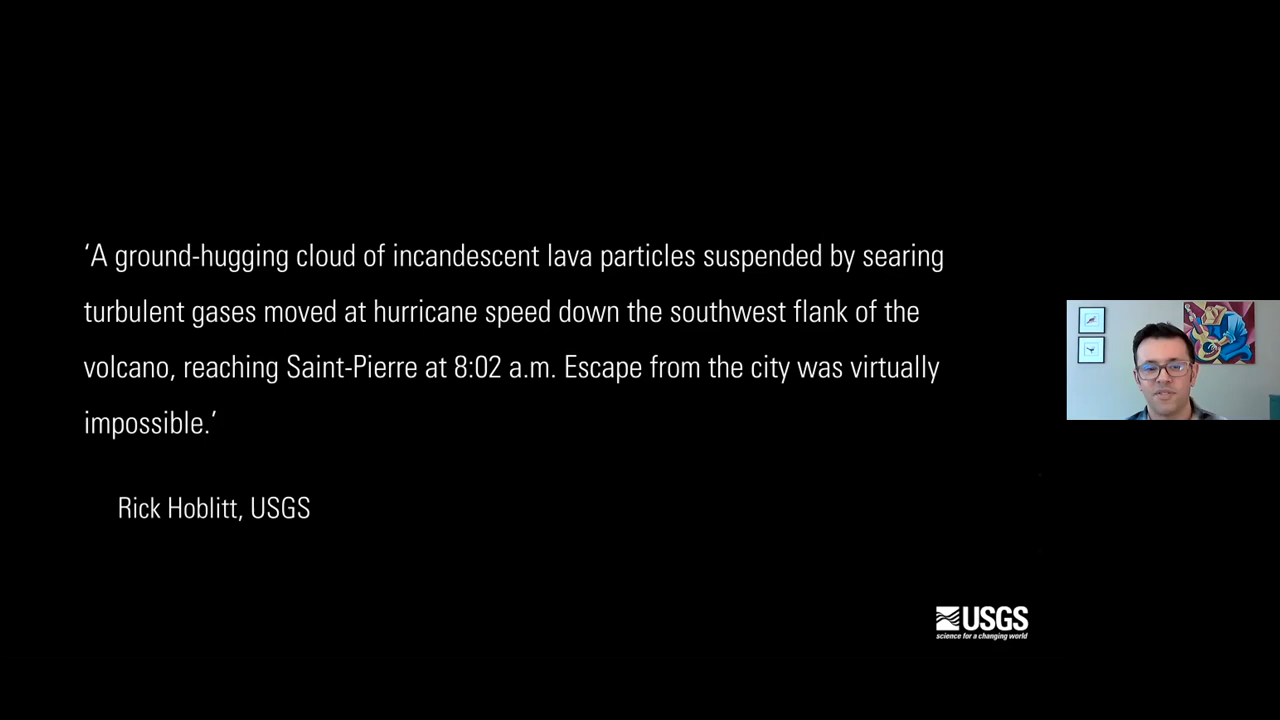 ‘A ground-hugging cloud of incandescent lava particles suspended by searing
turbulent gases moved at hurricane speed down the southwest flank of the
volcano, reaching Saint-Pierre at 8:02 a.m. Escape from the city was virtually
impossible.’
Rick Hoblitt, USGS
USGS
science for a changing world